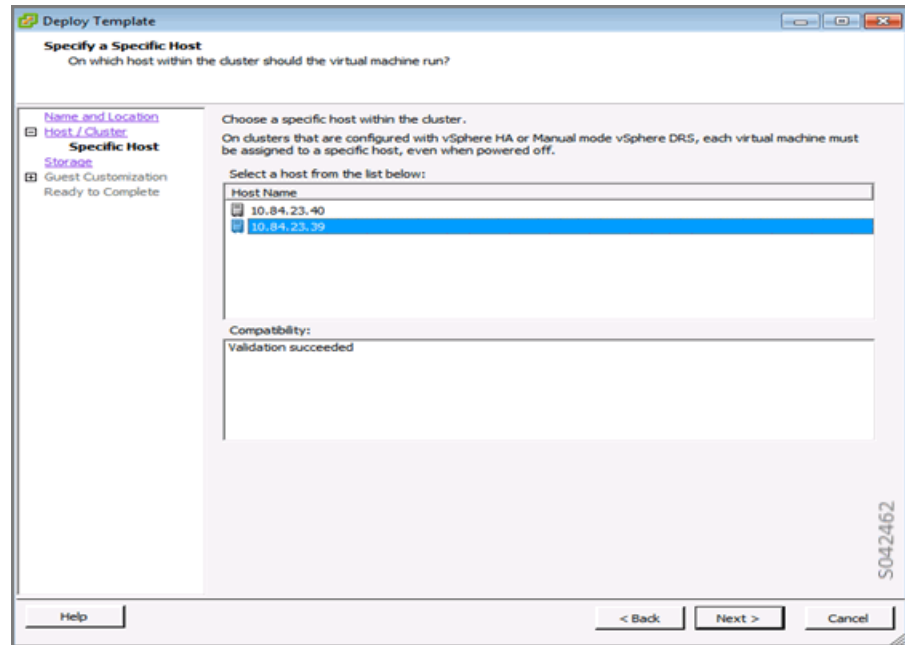 Deploy Template
Specify a Specific Host
On which host within the cluster should the virtual machine run?
Name and Location
Host / Cluster
Specific Host
Storage
Guest Customization
Ready to Complete
Choose a specific host within the cluster.
On clusters that are configured with vSphere HA or Manual mode vSphere DRS, each virtual machine must
be assigned to a specific host, even when powered off.
Select a host from the list below:
Host Name
10.84.23.40
10.84.23.39
Compatibility:
Validation succeeded
S042462
Help
< Back
Next >
Cancel